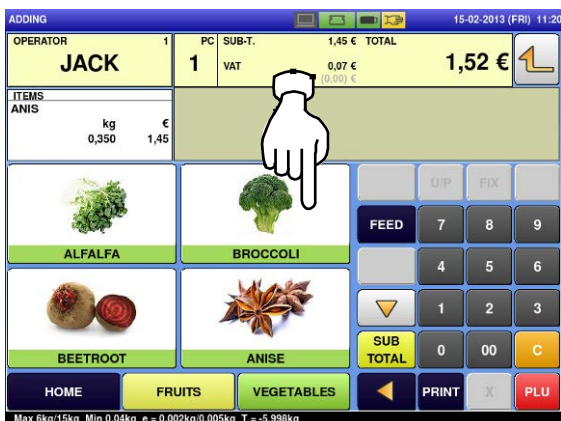 ADDING 15-02-2013 (FRI) 11:20
OPERATOR 1 PC SUB-T. 1,45 € TOTAL
JACK 1 VAT 0,07 € 1,52 €
(0,00) €
ITEMS
ANIS
kg €
0,350 1,45
U/P FIX
FEED 7 8 9
ALFALFA BROCCOLI
4 5 6
1 2 3
SUB TOTAL 0 00 C
BEETROOT ANISE
HOME FRUITS VEGETABLES PRINT X PLU
Max 6kg/15kg Min 0.04kg e = 0.002kg/0.005kg T = -5.998kg